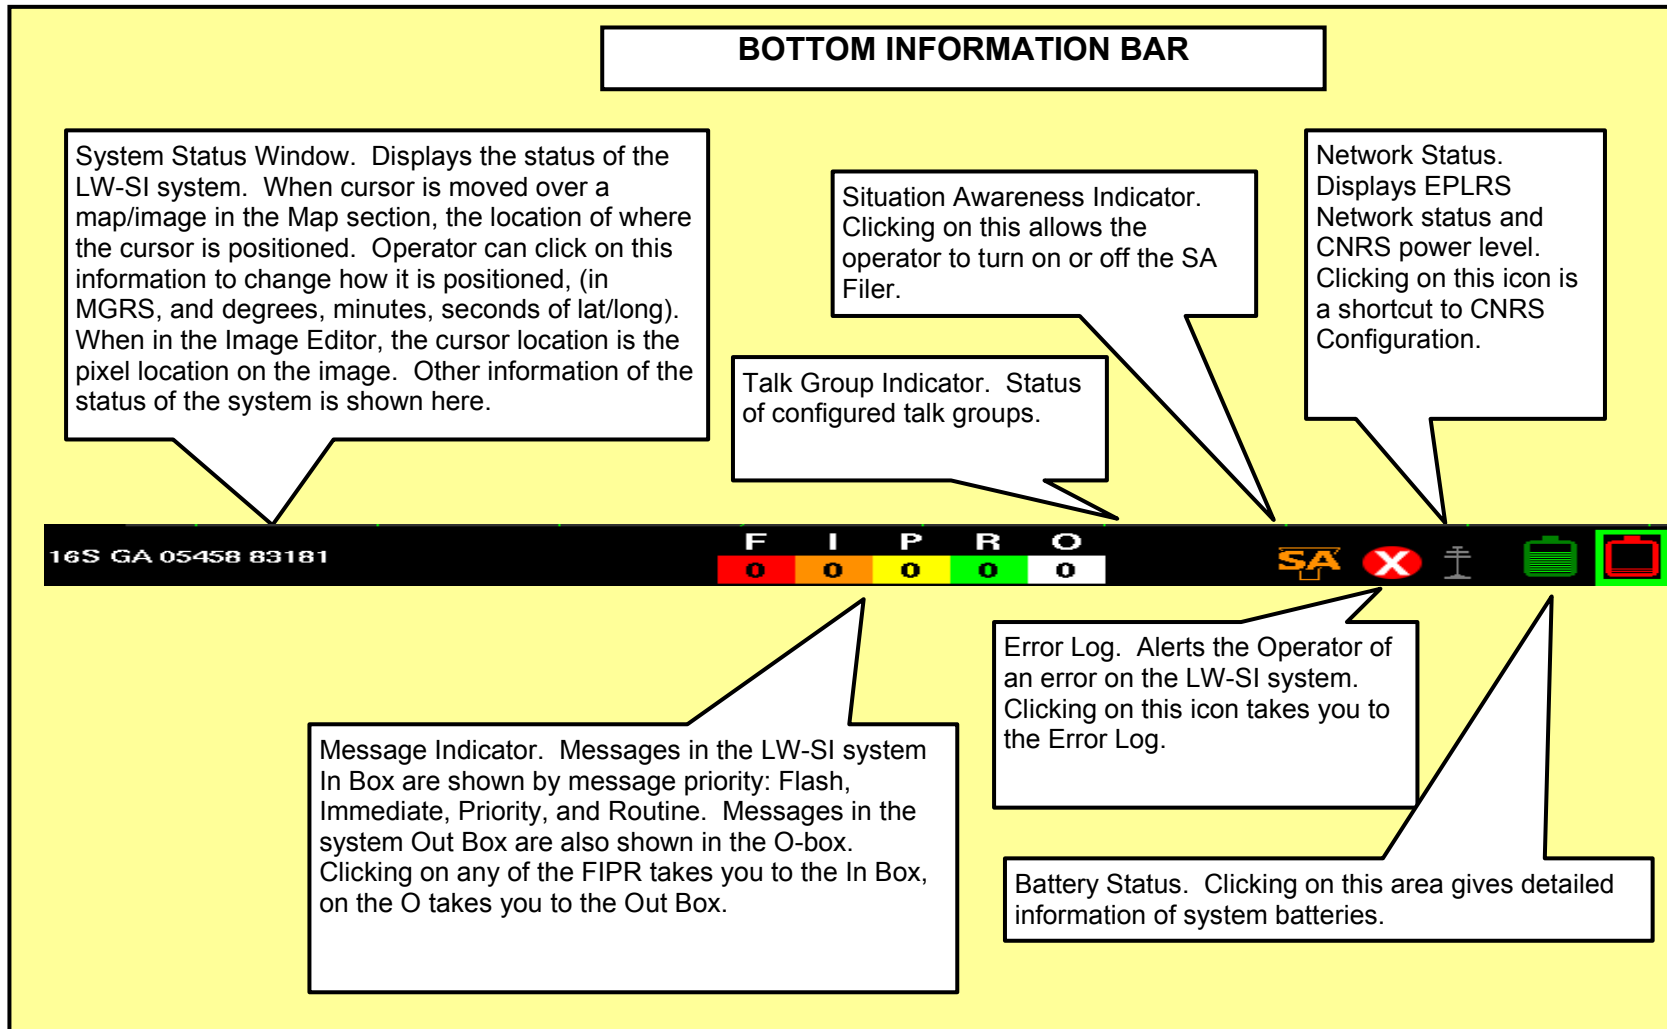 BOTTOM INFORMATION BAR
System Status Window.  Displays the status of the
LW-SI system.  When cursor is moved over a
map/image in the Map section, the location of where
the cursor is positioned.  Operator can click on this
information to change how it is positioned, (in
MGRS, and degrees, minutes, seconds of lat/long).
When in the Image Editor, the cursor location is the
pixel location on the image.  Other information of the
status of the system is shown here.
Situation Awareness Indicator.
Clicking on this allows the
operator to turn on or off the SA
Filer.
Network Status.
Displays EPLRS
Network status and
CNRS power level.
Clicking on this icon is
a shortcut to CNRS
Configuration.
Talk Group Indicator.  Status
of configured talk groups.
16S GA 05458 83181
F I P R O
0 0 0 0 0
SA
X
Message Indicator.  Messages in the LW-SI system
In Box are shown by message priority: Flash,
Immediate, Priority, and Routine.  Messages in the
system Out Box are also shown in the O-box.
Clicking on any of the FIPR takes you to the In Box,
on the O takes you to the Out Box.
Error Log.  Alerts the Operator of
an error on the LW-SI system.
Clicking on this icon takes you to
the Error Log.
Battery Status.  Clicking on this area gives detailed
information of system batteries.